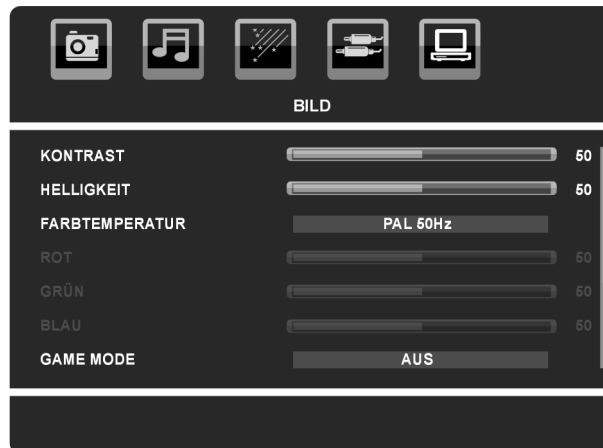 BILD
KONTRAST 50
HELLIGKEIT 50
FARBTEMPERATUR PAL 50Hz
ROT 50
GRÜN 50
BLAU 50
GAME MODE AUS